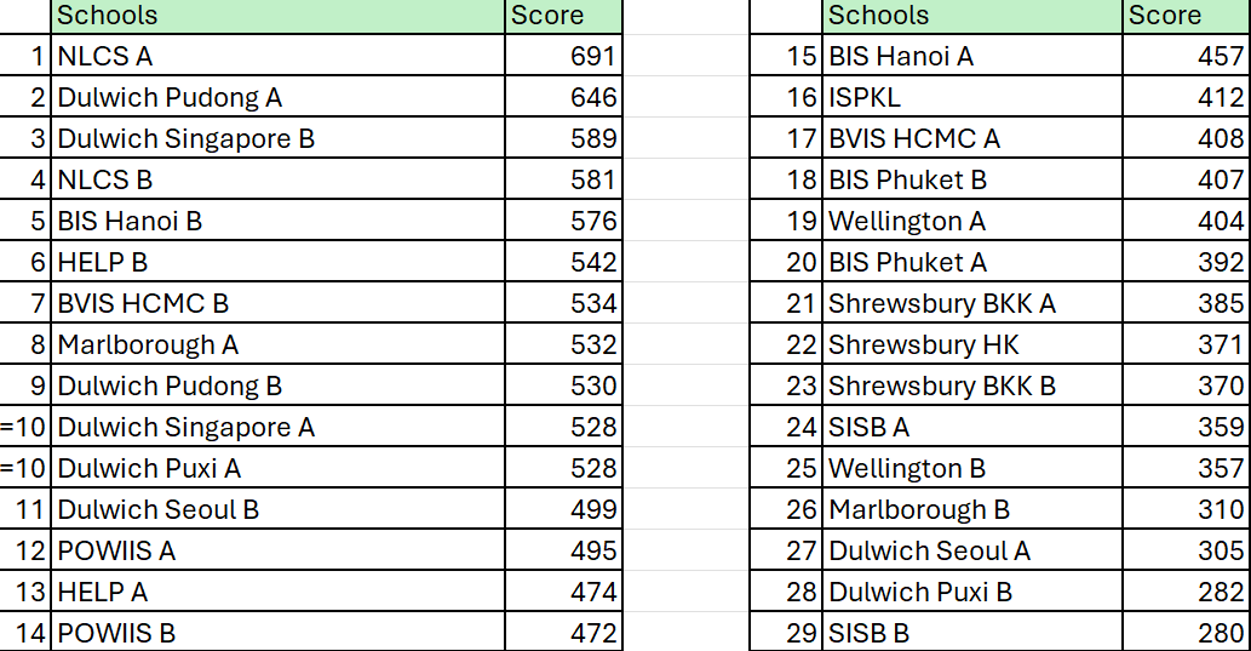 Schools Score
1 NLCS A 691
2 Dulwich Pudong A 646
3 Dulwich Singapore B 589
4 NLCS B 581
5 BIS Hanoi B 576
6 HELP B 542
7 BVIS HCMC B 534
8 Marlborough A 532
9 Dulwich Pudong B 530
=10 Dulwich Singapore A 528
=10 Dulwich Puxi A 528
11 Dulwich Seoul B 499
12 POWIIS A 495
13 HELP A 474
14 POWIIS B 472
Schools Score
15 BIS Hanoi A 457
16 ISPKL 412
17 BVIS HCMC A 408
18 BIS Phuket B 407
19 Wellington A 404
20 BIS Phuket A 392
21 Shrewsbury BKK A 385
22 Shrewsbury HK 371
23 Shrewsbury BKK B 370
24 SISB A 359
25 Wellington B 357
26 Marlborough B 310
27 Dulwich Seoul A 305
28 Dulwich Puxi B 282
29 SISB B 280